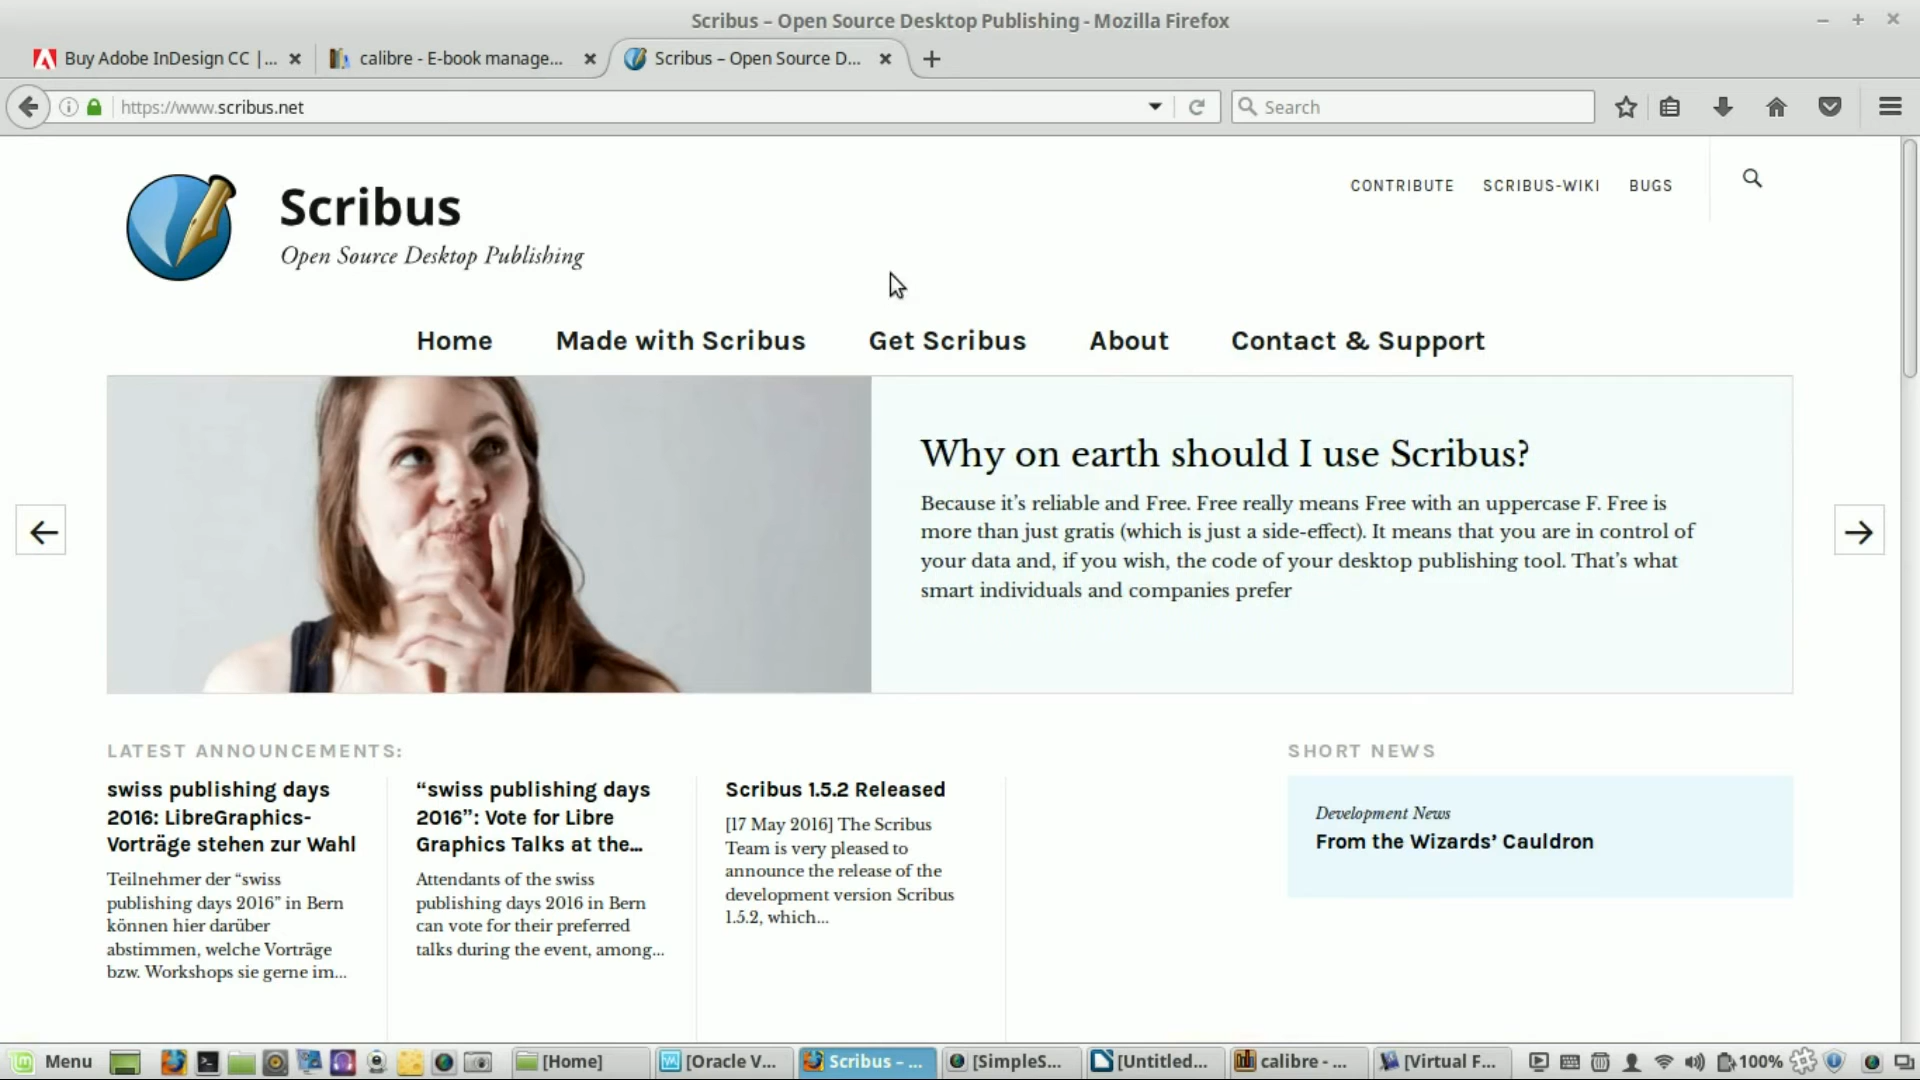 Scribus – Open Source Desktop Publishing - Mozilla Firefox
Buy Adobe InDesign CC |...
calibre - E-book manage...
Scribus – Open Source D...
https://www.scribus.net
Search
Scribus
Open Source Desktop Publishing
CONTRIBUTE
SCRIBUS-WIKI
BUGS
Home
Made with Scribus
Get Scribus
About
Contact & Support
Why on earth should I use Scribus?
Because it’s reliable and Free. Free really means Free with an uppercase F. Free is
more than just gratis (which is just a side-effect). It means that you are in control of
your data and, if you wish, the code of your desktop publishing tool. That’s what
smart individuals and companies prefer
LATEST ANNOUNCEMENTS:
swiss publishing days
2016: LibreGraphics-
Vorträge stehen zur Wahl
Teilnehmer der “swiss
publishing days 2016” in Bern
können hier darüber
abstimmen, welche Vorträge
bzw. Workshops sie gerne im...
“swiss publishing days
2016”: Vote for Libre
Graphics Talks at the...
Attendants of the swiss
publishing days 2016 in Bern
can vote for their preferred
talks during the event, among...
Scribus 1.5.2 Released
[17 May 2016] The Scribus
Team is very pleased to
announce the release of the
development version Scribus
1.5.2, which...
SHORT NEWS
Development News
From the Wizards’ Cauldron
Menu
[Home]
[Oracle V...
Scribus – ...
[SimpleS...
[Untitled...
calibre - ...
[Virtual F...
100%